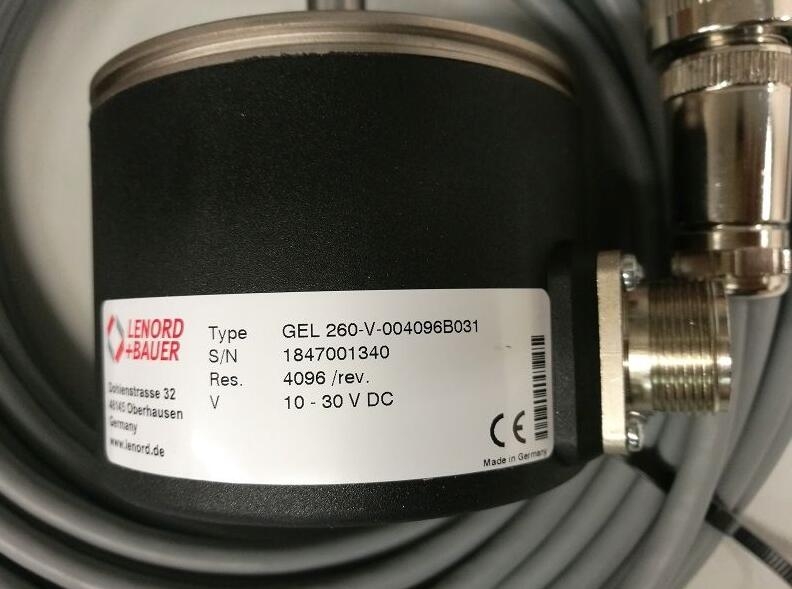 LENORD
+BAUER
Dohlenstrasse 32
46145 Oberhausen
Germany
www.lenord.de
Type GEL 260-V-004096B031
S/N 1847001340
Res. 4096 /rev.
V 10 - 30 V DC
CE
Made in Germany